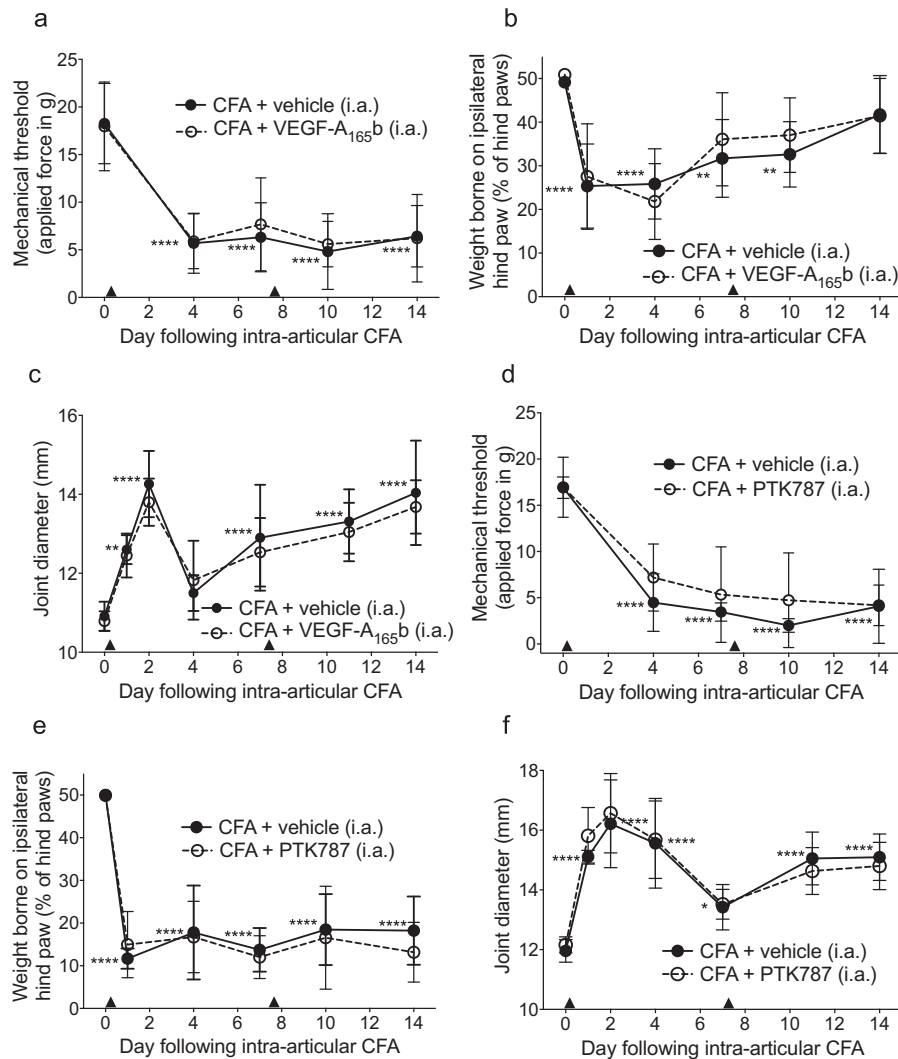 a
Mechanical threshold
(applied force in g)
25
20
15
10
5
0
CFA + vehicle (i.a.)
CFA + VEGF-A165b (i.a.)
****
****
****
****
0 2 4 6 8 10 12 14
Day following intra-articular CFA
b
Weight borne on ipsilateral
hind paw (% of hind paws)
50
40
30
20
10
0
****
****
**
**
CFA + vehicle (i.a.)
CFA + VEGF-A165b (i.a.)
0 2 4 6 8 10 12 14
Day following intra-articular CFA
c
Joint diameter (mm)
16
14
12
10
**
****
****
****
****
CFA + vehicle (i.a.)
CFA + VEGF-A165b (i.a.)
0 2 4 6 8 10 12 14
Day following intra-articular CFA
d
Mechanical threshold
(applied force in g)
25
20
15
10
5
0
CFA + vehicle (i.a.)
CFA + PTK787 (i.a.)
****
****
****
****
0 2 4 6 8 10 12 14
Day following intra-articular CFA
e
Weight borne on ipsilateral
hind paw (% of hind paws)
50
40
30
20
10
0
CFA + vehicle (i.a.)
CFA + PTK787 (i.a.)
****
****
****
****
****
0 2 4 6 8 10 12 14
Day following intra-articular CFA
f
Joint diameter (mm)
18
16
14
12
10
****
****
****
*
****
****
CFA + vehicle (i.a.)
CFA + PTK787 (i.a.)
0 2 4 6 8 10 12 14
Day following intra-articular CFA